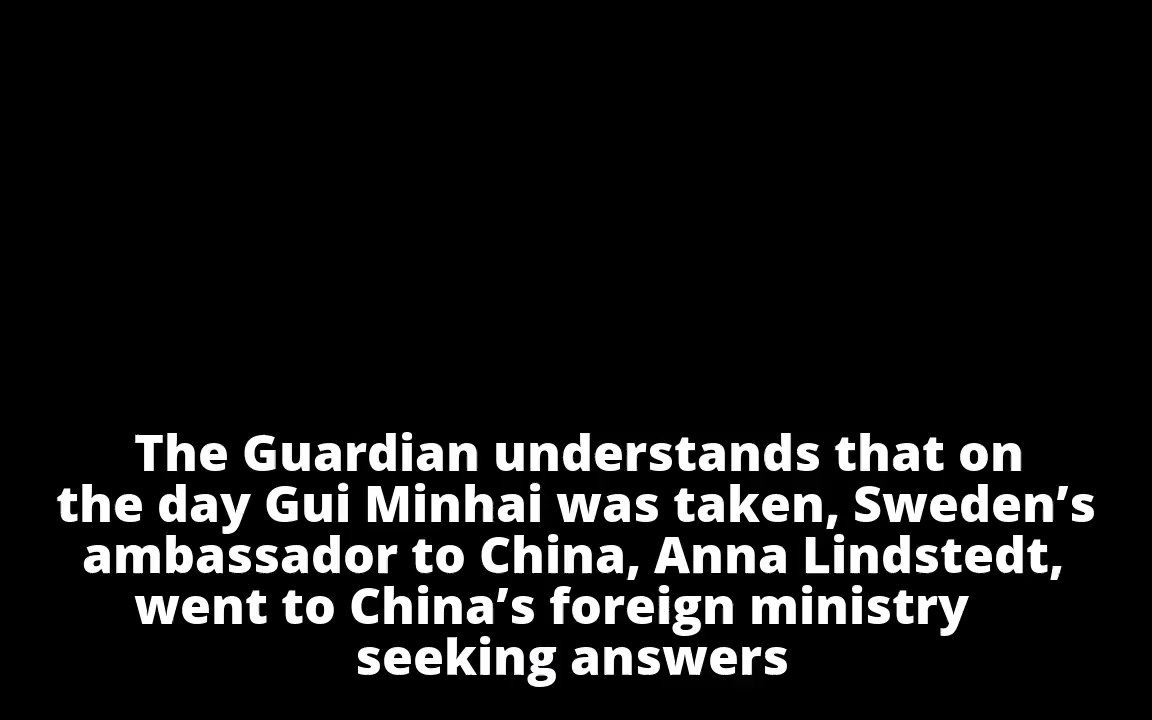 The Guardian understands that on
the day Gui Minhai was taken, Sweden’s
ambassador to China, Anna Lindstedt,
went to China’s foreign ministry
seeking answers